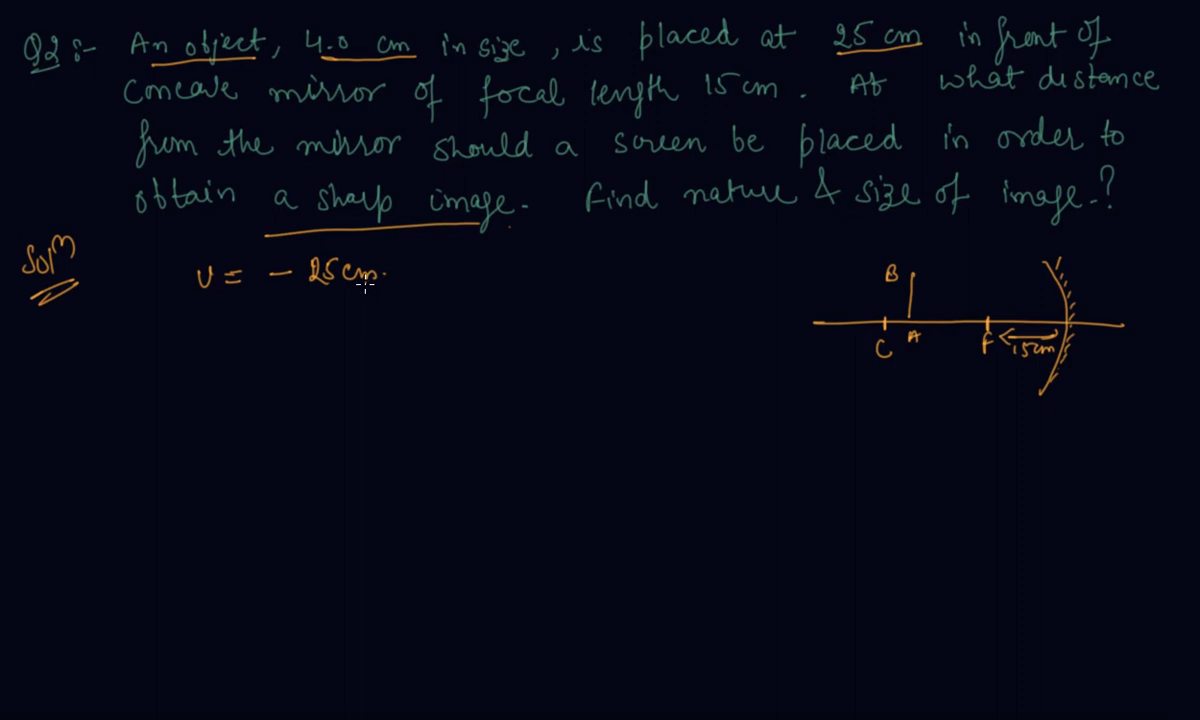 Q2:- An object, 4.0 cm in size, is placed at 25 cm in front of
Concave mirror of focal length 15 cm. At what distance
from the mirror should a screen be placed in order to
obtain a sharp image. Find nature & size of image.?
Solⁿ
u = - 25 cm.
B
C A F 15cm